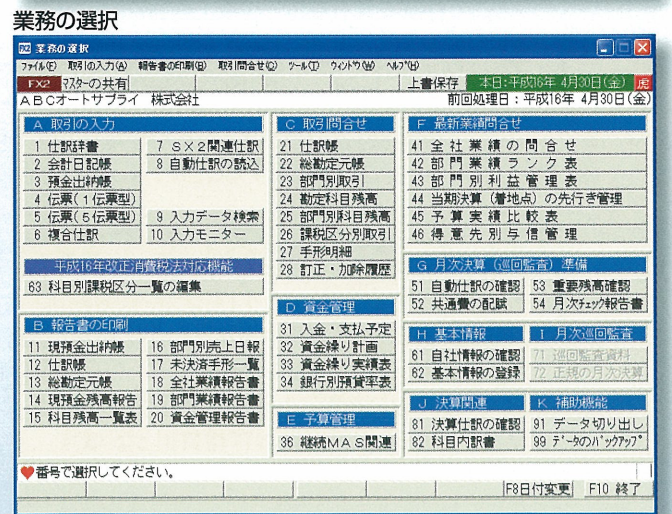 業務の選択
FX2 業務の選択
ファイル(F) 取引の入力(A) 報告書の印刷(B) 取引問合せ(C) ツール(T) ウィンドウ(W) ヘルプ(H)
FX2 マスターの共有 上書保存 本日:平成16年 4月30日(金) 虎
ABCオートサプライ 株式会社 前回処理日:平成16年 4月30日(金)
A 取引の入力
1 仕訳辞書 7 SX2関連仕訳
2 会計日記帳 8 自動仕訳の読込
3 預金出納帳
4 伝票(1伝票型)
5 伝票(6伝票型) 9 入力データ検索
6 複合仕訳 10 入力モニター
平成16年改正消費税法対応機能
63 科目別課税区分一覧の編集
B 報告書の印刷
11 現預金出納帳 16 部門別売上日報
12 仕訳帳 17 未決済手形一覧
13 総勘定元帳 18 全社業績報告書
14 現預金残高報告 19 部門業績報告書
15 科目残高一覧表 20 資金管理報告書
C 取引問合せ
21 仕訳帳
22 総勘定元帳
23 部門別取引
24 勘定科目残高
25 部門別科目残高
26 課税区分別取引
27 手形明細
28 訂正・加除履歴
D 資金管理
31 入金・支払予定
32 資金繰り計画
33 資金繰り実績表
34 銀行別預貸率表
E 予算管理
36 継続MAS関連
F 最新業績問合せ
41 全社業績の問合せ
42 部門業績ランク表
43 部門別利益管理表
44 当期決算(着地点)の先行き管理
45 予算実績比較表
46 得意先別与信管理
G 月次決算(巡回監査)準備
51 自動仕訳の確認 53 重要残高確認
52 共通費の配賦 54 月次チェック報告書
H 基本情報
61 自社情報の確認
62 基本情報の登録
I 月次巡回監査
71 巡回監査資料
72 正規の月次決算
J 決算関連
81 決算仕訳の確認
82 科目内訳書
K 補助機能
91 データ切り出し
99 データのバックアップ
♥番号で選択してください。
F8日付変更 F10 終了